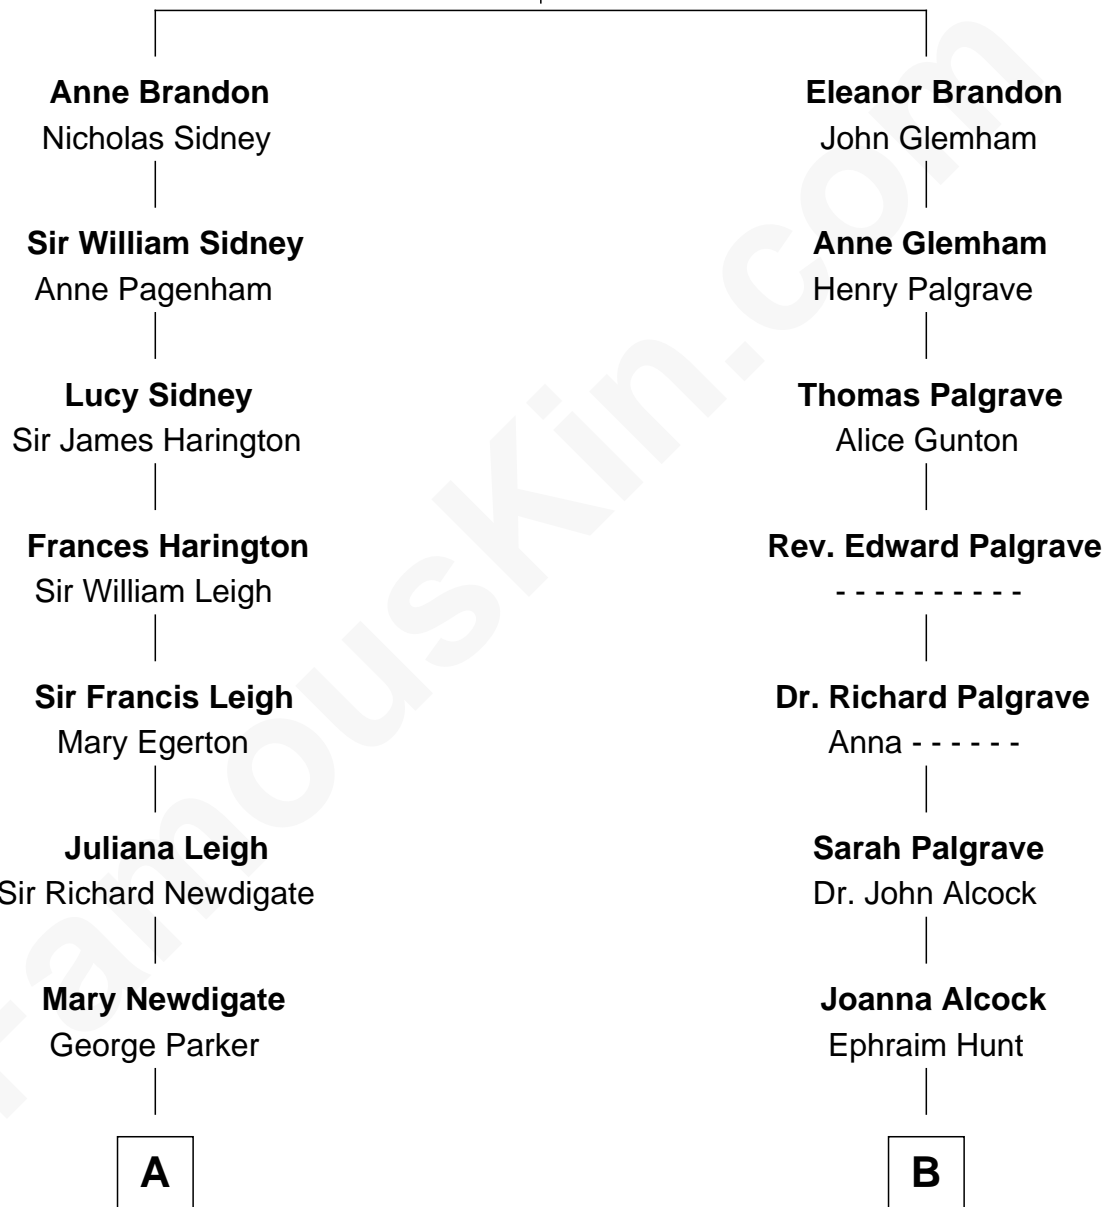 Anne Brandon
Nicholas Sidney
Sir William Sidney
Anne Pagenham
Lucy Sidney
Sir James Harington
Frances Harington
Sir William Leigh
Sir Francis Leigh
Mary Egerton
Juliana Leigh
Sir Richard Newdigate
Mary Newdigate
George Parker
A
Eleanor Brandon
John Glemham
Anne Glemham
Henry Palgrave
Thomas Palgrave
Alice Gunton
Rev. Edward Palgrave
- - - - - - - - - -
Dr. Richard Palgrave
Anna - - - - - -
Sarah Palgrave
Dr. John Alcock
Joanna Alcock
Ephraim Hunt
B
FamousKin.com